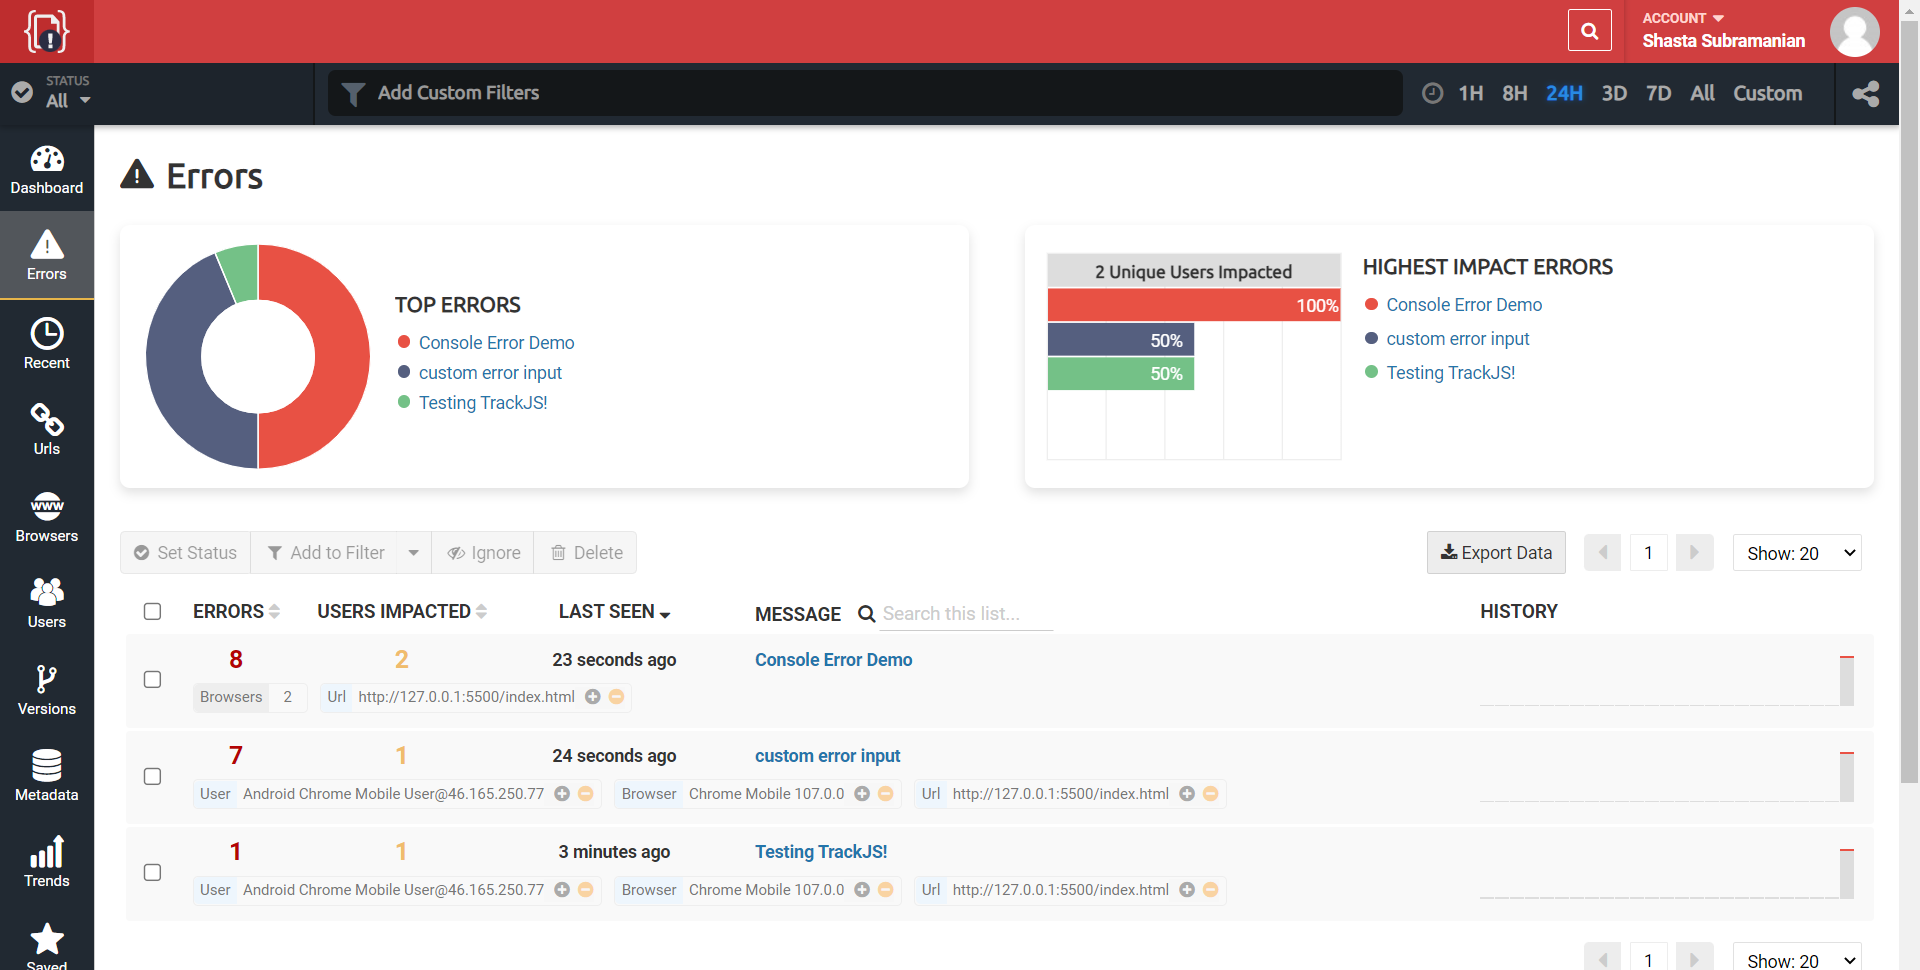 ACCOUNT
Shasta Subramanian
STATUS
All
Add Custom Filters
1H 8H 24H 3D 7D All Custom
Dashboard
Errors
Recent
Urls
www
Browsers
Users
Versions
Metadata
Trends
Saved
Errors
TOP ERRORS
Console Error Demo
custom error input
Testing TrackJS!
2 Unique Users Impacted
100%
50%
50%
HIGHEST IMPACT ERRORS
Console Error Demo
custom error input
Testing TrackJS!
Set Status Add to Filter Ignore Delete
Export Data 1 Show: 20
ERRORS USERS IMPACTED LAST SEEN MESSAGE Search this list... HISTORY
8 2 23 seconds ago Console Error Demo
Browsers 2 Url http://127.0.0.1:5500/index.html
7 1 24 seconds ago custom error input
User Android Chrome Mobile User@46.165.250.77 Browser Chrome Mobile 107.0.0 Url http://127.0.0.1:5500/index.html
1 1 3 minutes ago Testing TrackJS!
User Android Chrome Mobile User@46.165.250.77 Browser Chrome Mobile 107.0.0 Url http://127.0.0.1:5500/index.html
1 Show: 20